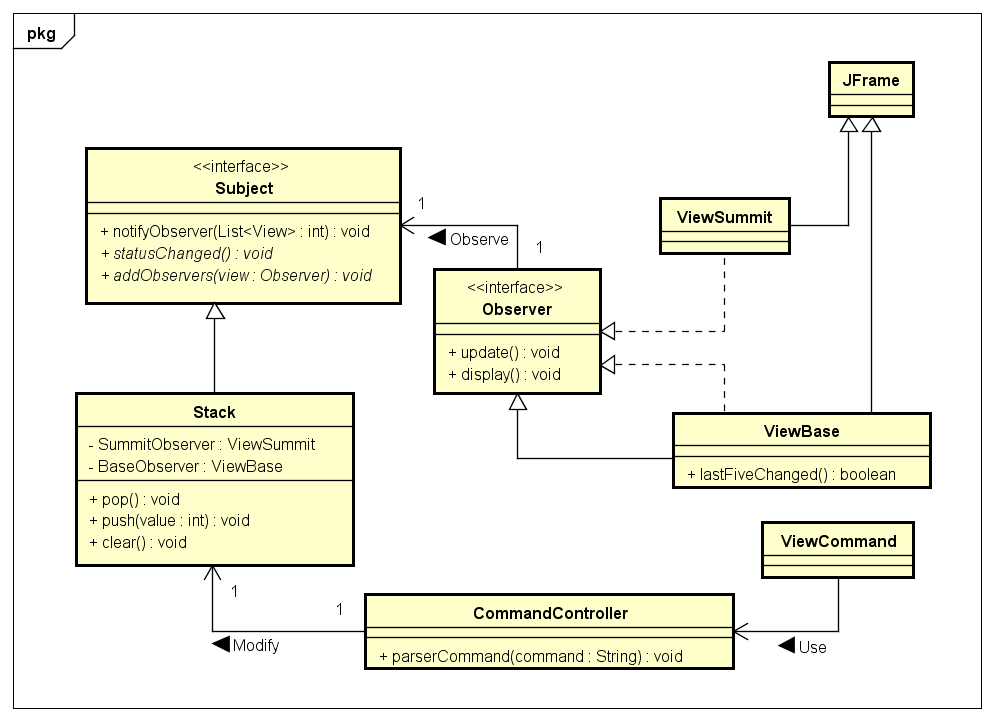 pkg
JFrame
<<interface>>
Subject
+ notifyObserver(List<View> : int) : void
+ statusChanged() : void
+ addObservers(view : Observer) : void
1
Observe
1
ViewSummit
<<interface>>
Observer
+ update() : void
+ display() : void
Stack
- SummitObserver : ViewSummit
- BaseObserver : ViewBase
+ pop() : void
+ push(value : int) : void
+ clear() : void
ViewBase
+ lastFiveChanged() : boolean
ViewCommand
1
1
Modify
CommandController
+ parserCommand(command : String) : void
Use